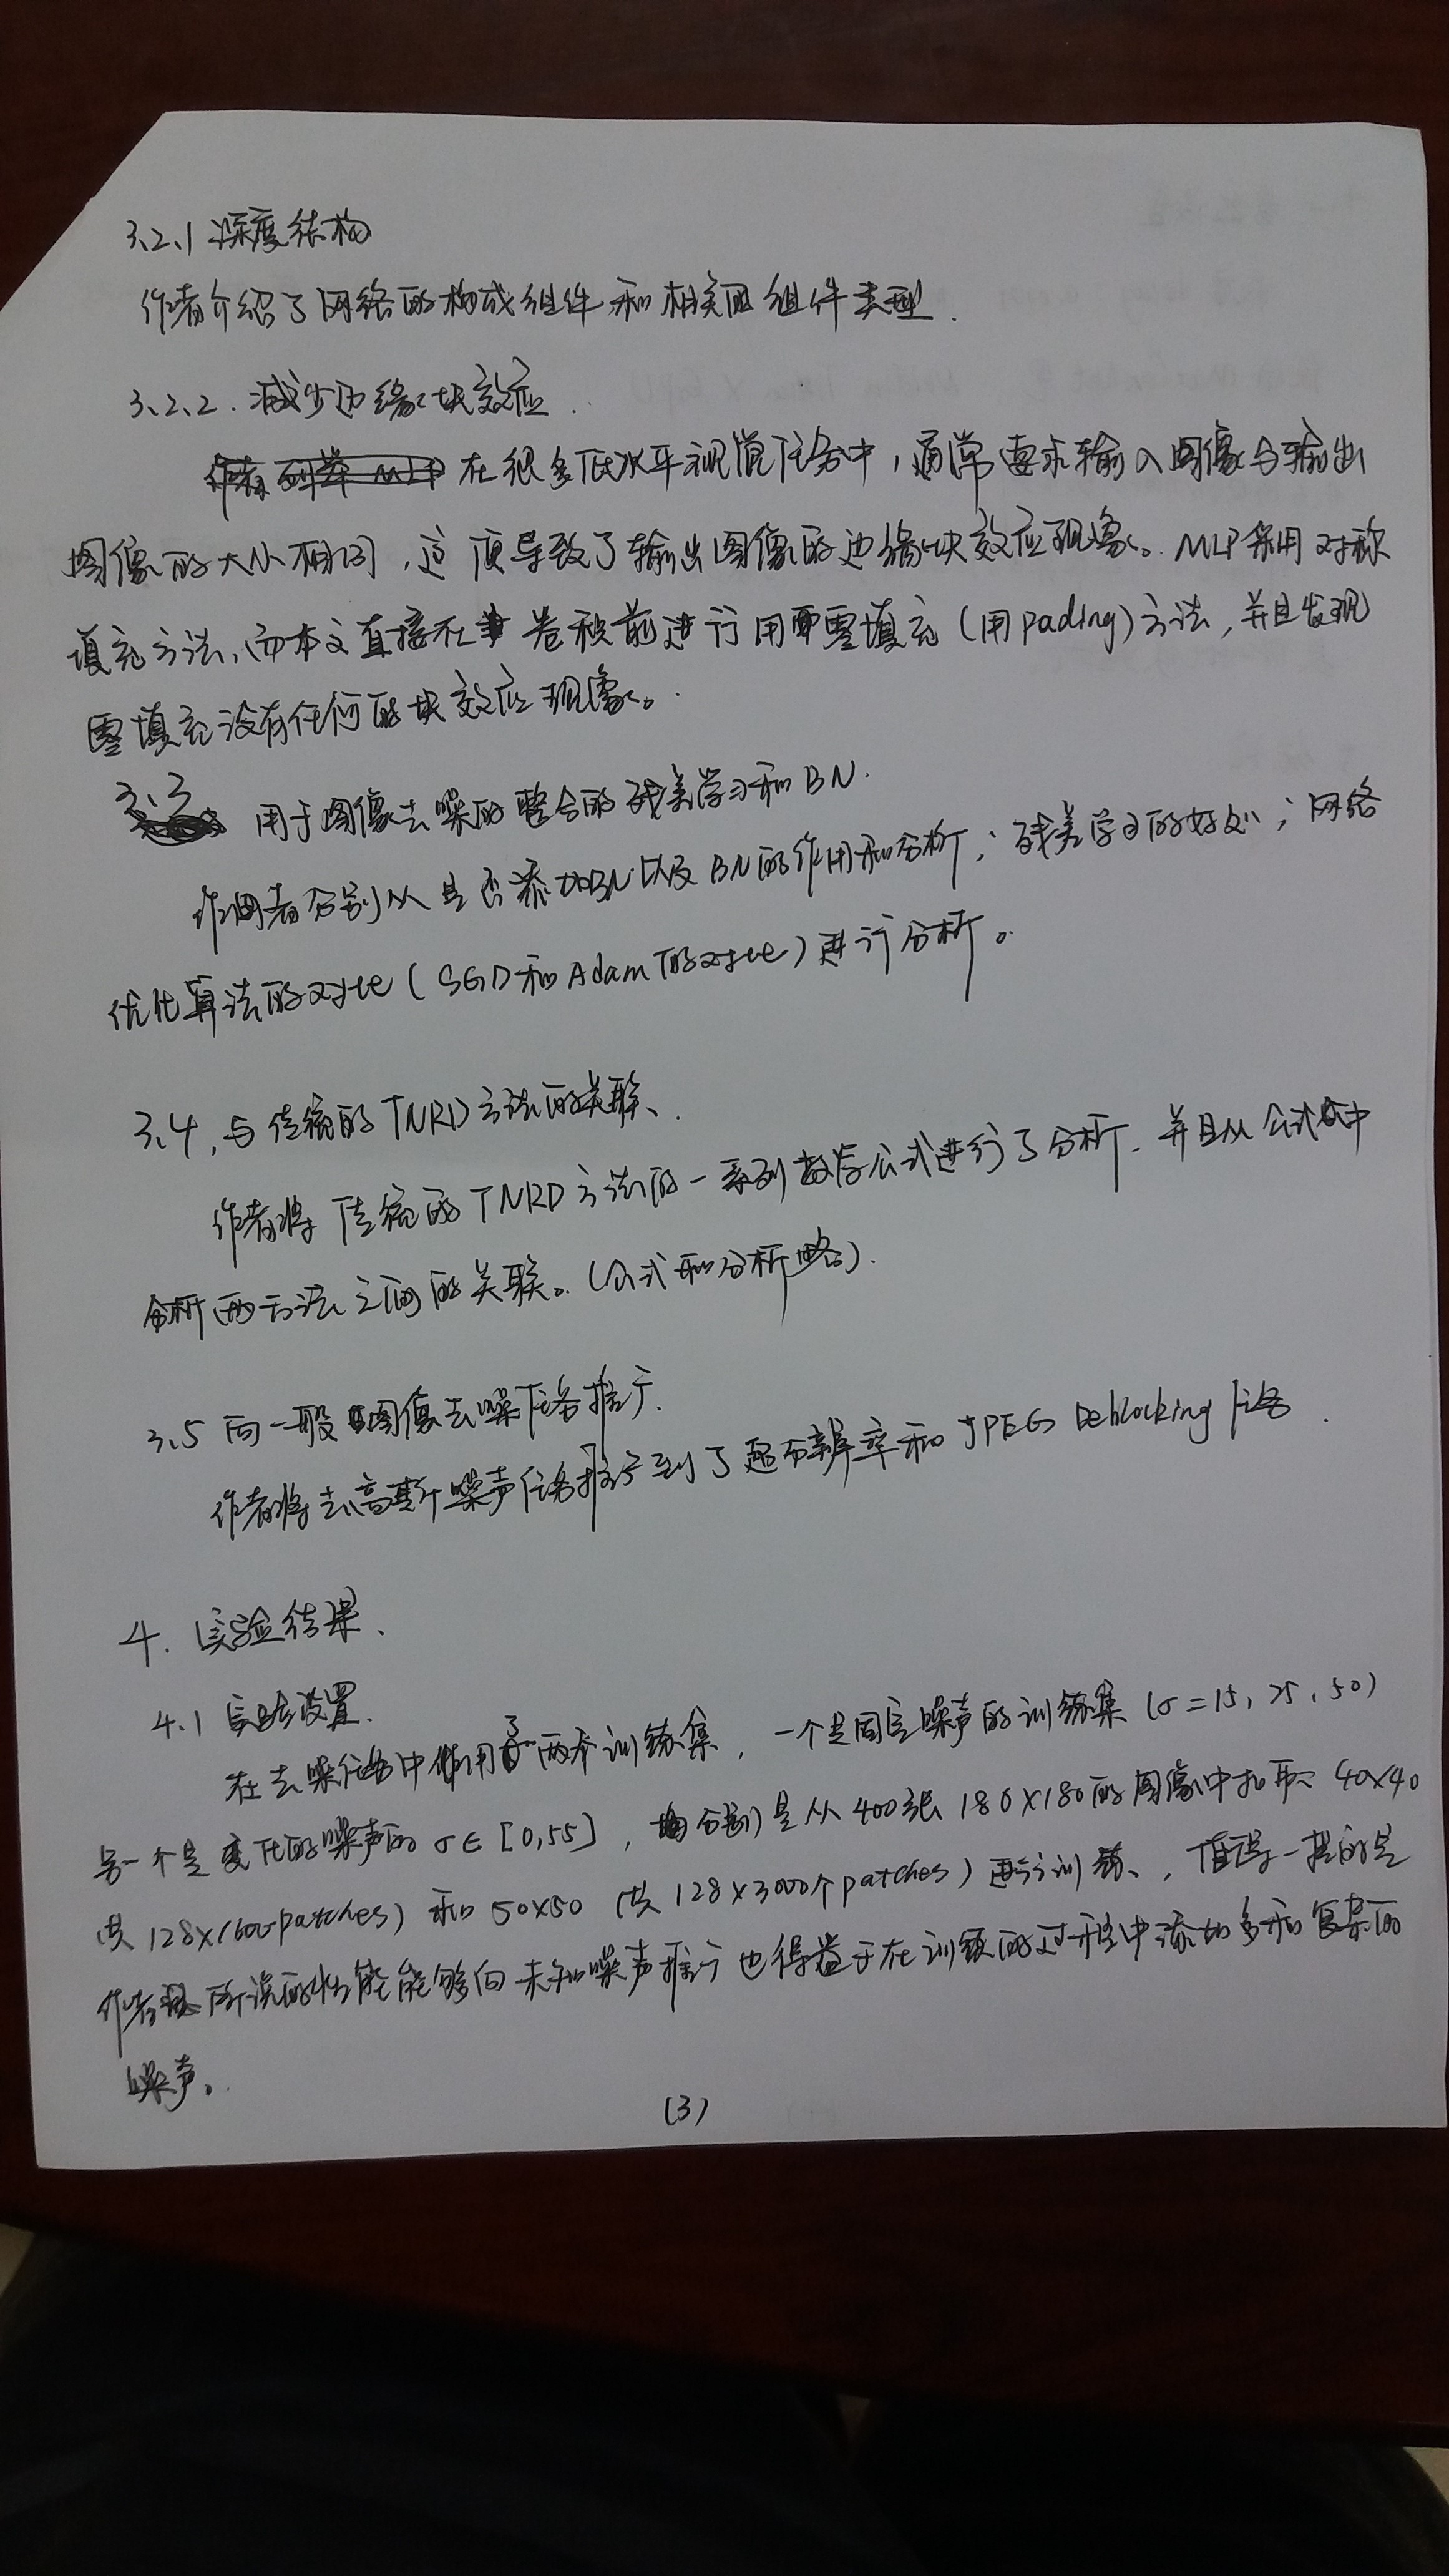 3.2.1 深度结构
作者介绍了网络的构成组件和相关的组件类型.
3.2.2. 减少边缘块效应.
在很多低水平视觉任务中,通常要求输入图像与输出
图像的大小相同,这便导致了输出图像的边缘块效应现象。MLP采用对称
填充方法,而本文直接在卷积前进行用零填充(用pading)方法,并且发现
零填充没有任何的块效应现象。
3.3 用于图像去噪的整合的残差学习和BN.
作者分别从是否添加BN以及BN的作用和分析;残差学习的好处;网络
优化算法的对比(SGD和Adam的对比)进行分析。
3.4,与传统的TNRD方法的关联、
作者将传统的TNRD方法的一系列数学公式进行了分析.并且从公式中
分析两方法之间的关联。(公式和分析略).
3.5 向一般图像去噪任务推广.
作者将去高斯噪声任务推广到了超分辨率和JPEG Deblocking任务.
4. 实验结果、
4.1 实验设置.
在去噪任务中使用了两个训练集,一个是固定噪声的训练集(σ=15,25,50)
另一个是变化的噪声的σ∈[0,55],分别是从400张180×180的图像中抽取40×40
(共128×1600patches)和50×50(共128×3000个patches)进行训练、,值得一提的是
作者所说的性能能够向未知噪声推广也得益于在训练的过程中添加多和复杂的
噪声。
(3)